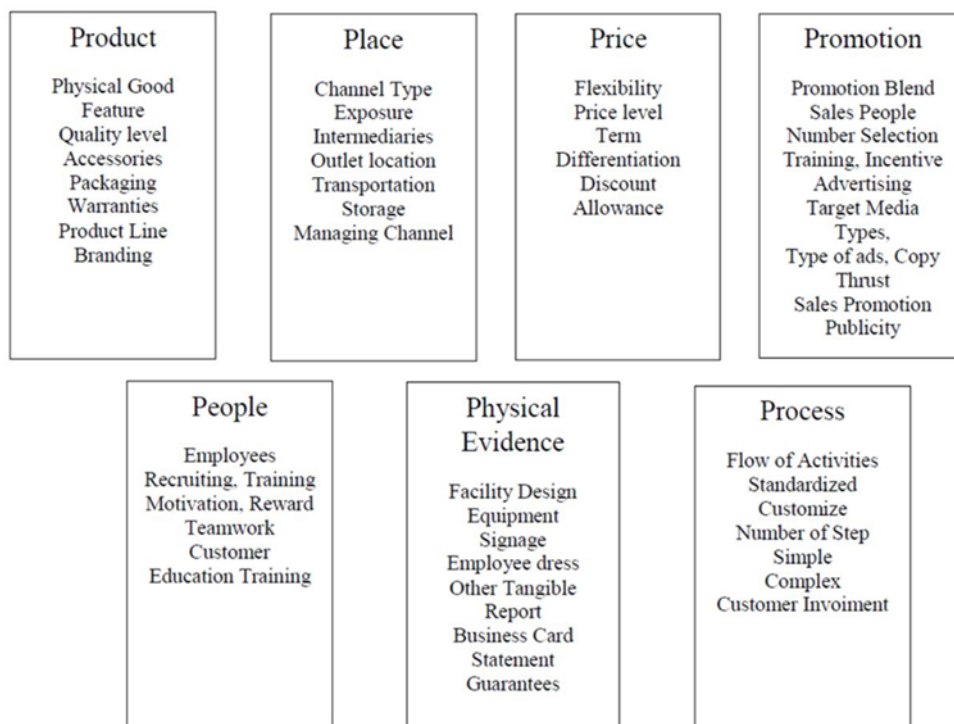 Product
Physical Good
Feature
Quality level
Accessories
Packaging
Warranties
Product Line
Branding
Place
Channel Type
Exposure
Intermediaries
Outlet location
Transportation
Storage
Managing Channel
Price
Flexibility
Price level
Term
Differentiation
Discount
Allowance
Promotion
Promotion Blend
Sales People
Number Selection
Training, Incentive
Advertising
Target Media
Types,
Type of ads, Copy
Thrust
Sales Promotion
Publicity
People
Employees
Recruiting, Training
Motivation, Reward
Teamwork
Customer
Education Training
Physical
Evidence
Facility Design
Equipment
Signage
Employee dress
Other Tangible
Report
Business Card
Statement
Guarantees
Process
Flow of Activities
Standardized
Customize
Number of Step
Simple
Complex
Customer Invoiment